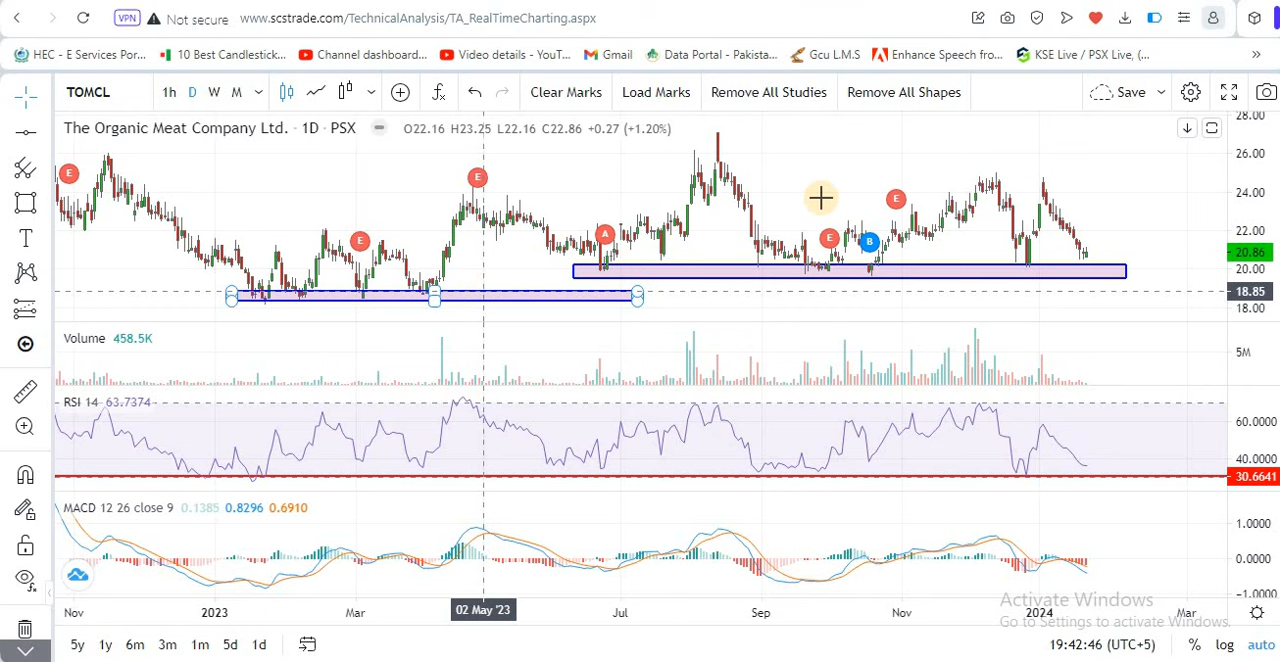 VPN Not secure www.scstrade.com/TechnicalAnalysis/TA_RealTimeCharting.aspx
HEC - E Services Por... 10 Best Candlestick... Channel dashboard... Video details - YouT... Gmail Data Portal - Pakista... Gcu L.M.S Enhance Speech fro... KSE Live / PSX Live, (... »
TOMCL 1h D W M Clear Marks Load Marks Remove All Studies Remove All Shapes Save
The Organic Meat Company Ltd. · 1D · PSX O22.16 H23.25 L22.16 C22.86 +0.27 (+1.20%)
28.00
26.00
E E E A E B E
24.00
22.00
20.86
20.00
18.85
18.00
Volume 458.5K
5M
RSI 14 63.7374
60.0000
40.0000
30.6641
MACD 12 26 close 9 0.1385 0.8296 0.6910
1.0000
0.0000
-1.0000
Nov 2023 Mar 02 May '23 Jul Sep Nov 2024 Mar
Activate Windows
Go to Settings to activate Windows.
5y 1y 6m 3m 1m 5d 1d 19:42:46 (UTC+5) % log auto